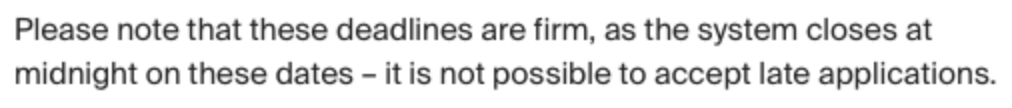 Please note that these deadlines are firm, as the system closes at
midnight on these dates – it is not possible to accept late applications.